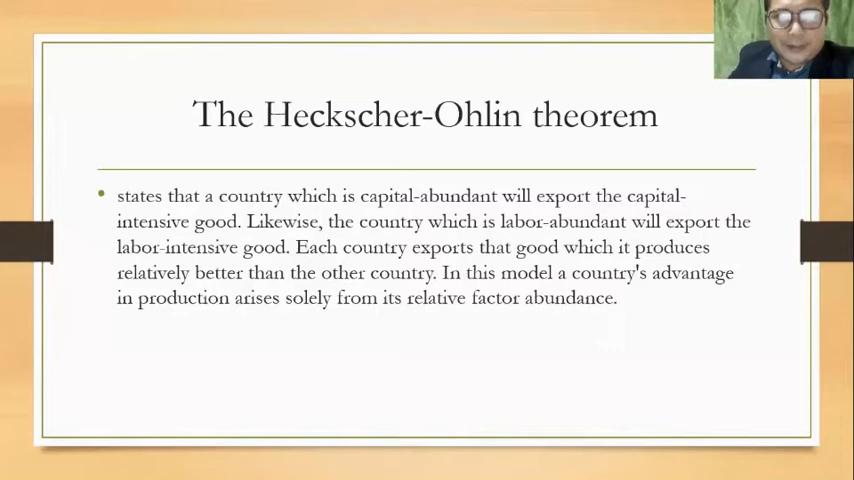 The Heckscher-Ohlin theorem
• states that a country which is capital-abundant will export the capital-
intensive good. Likewise, the country which is labor-abundant will export the
labor-intensive good. Each country exports that good which it produces
relatively better than the other country. In this model a country's advantage
in production arises solely from its relative factor abundance.